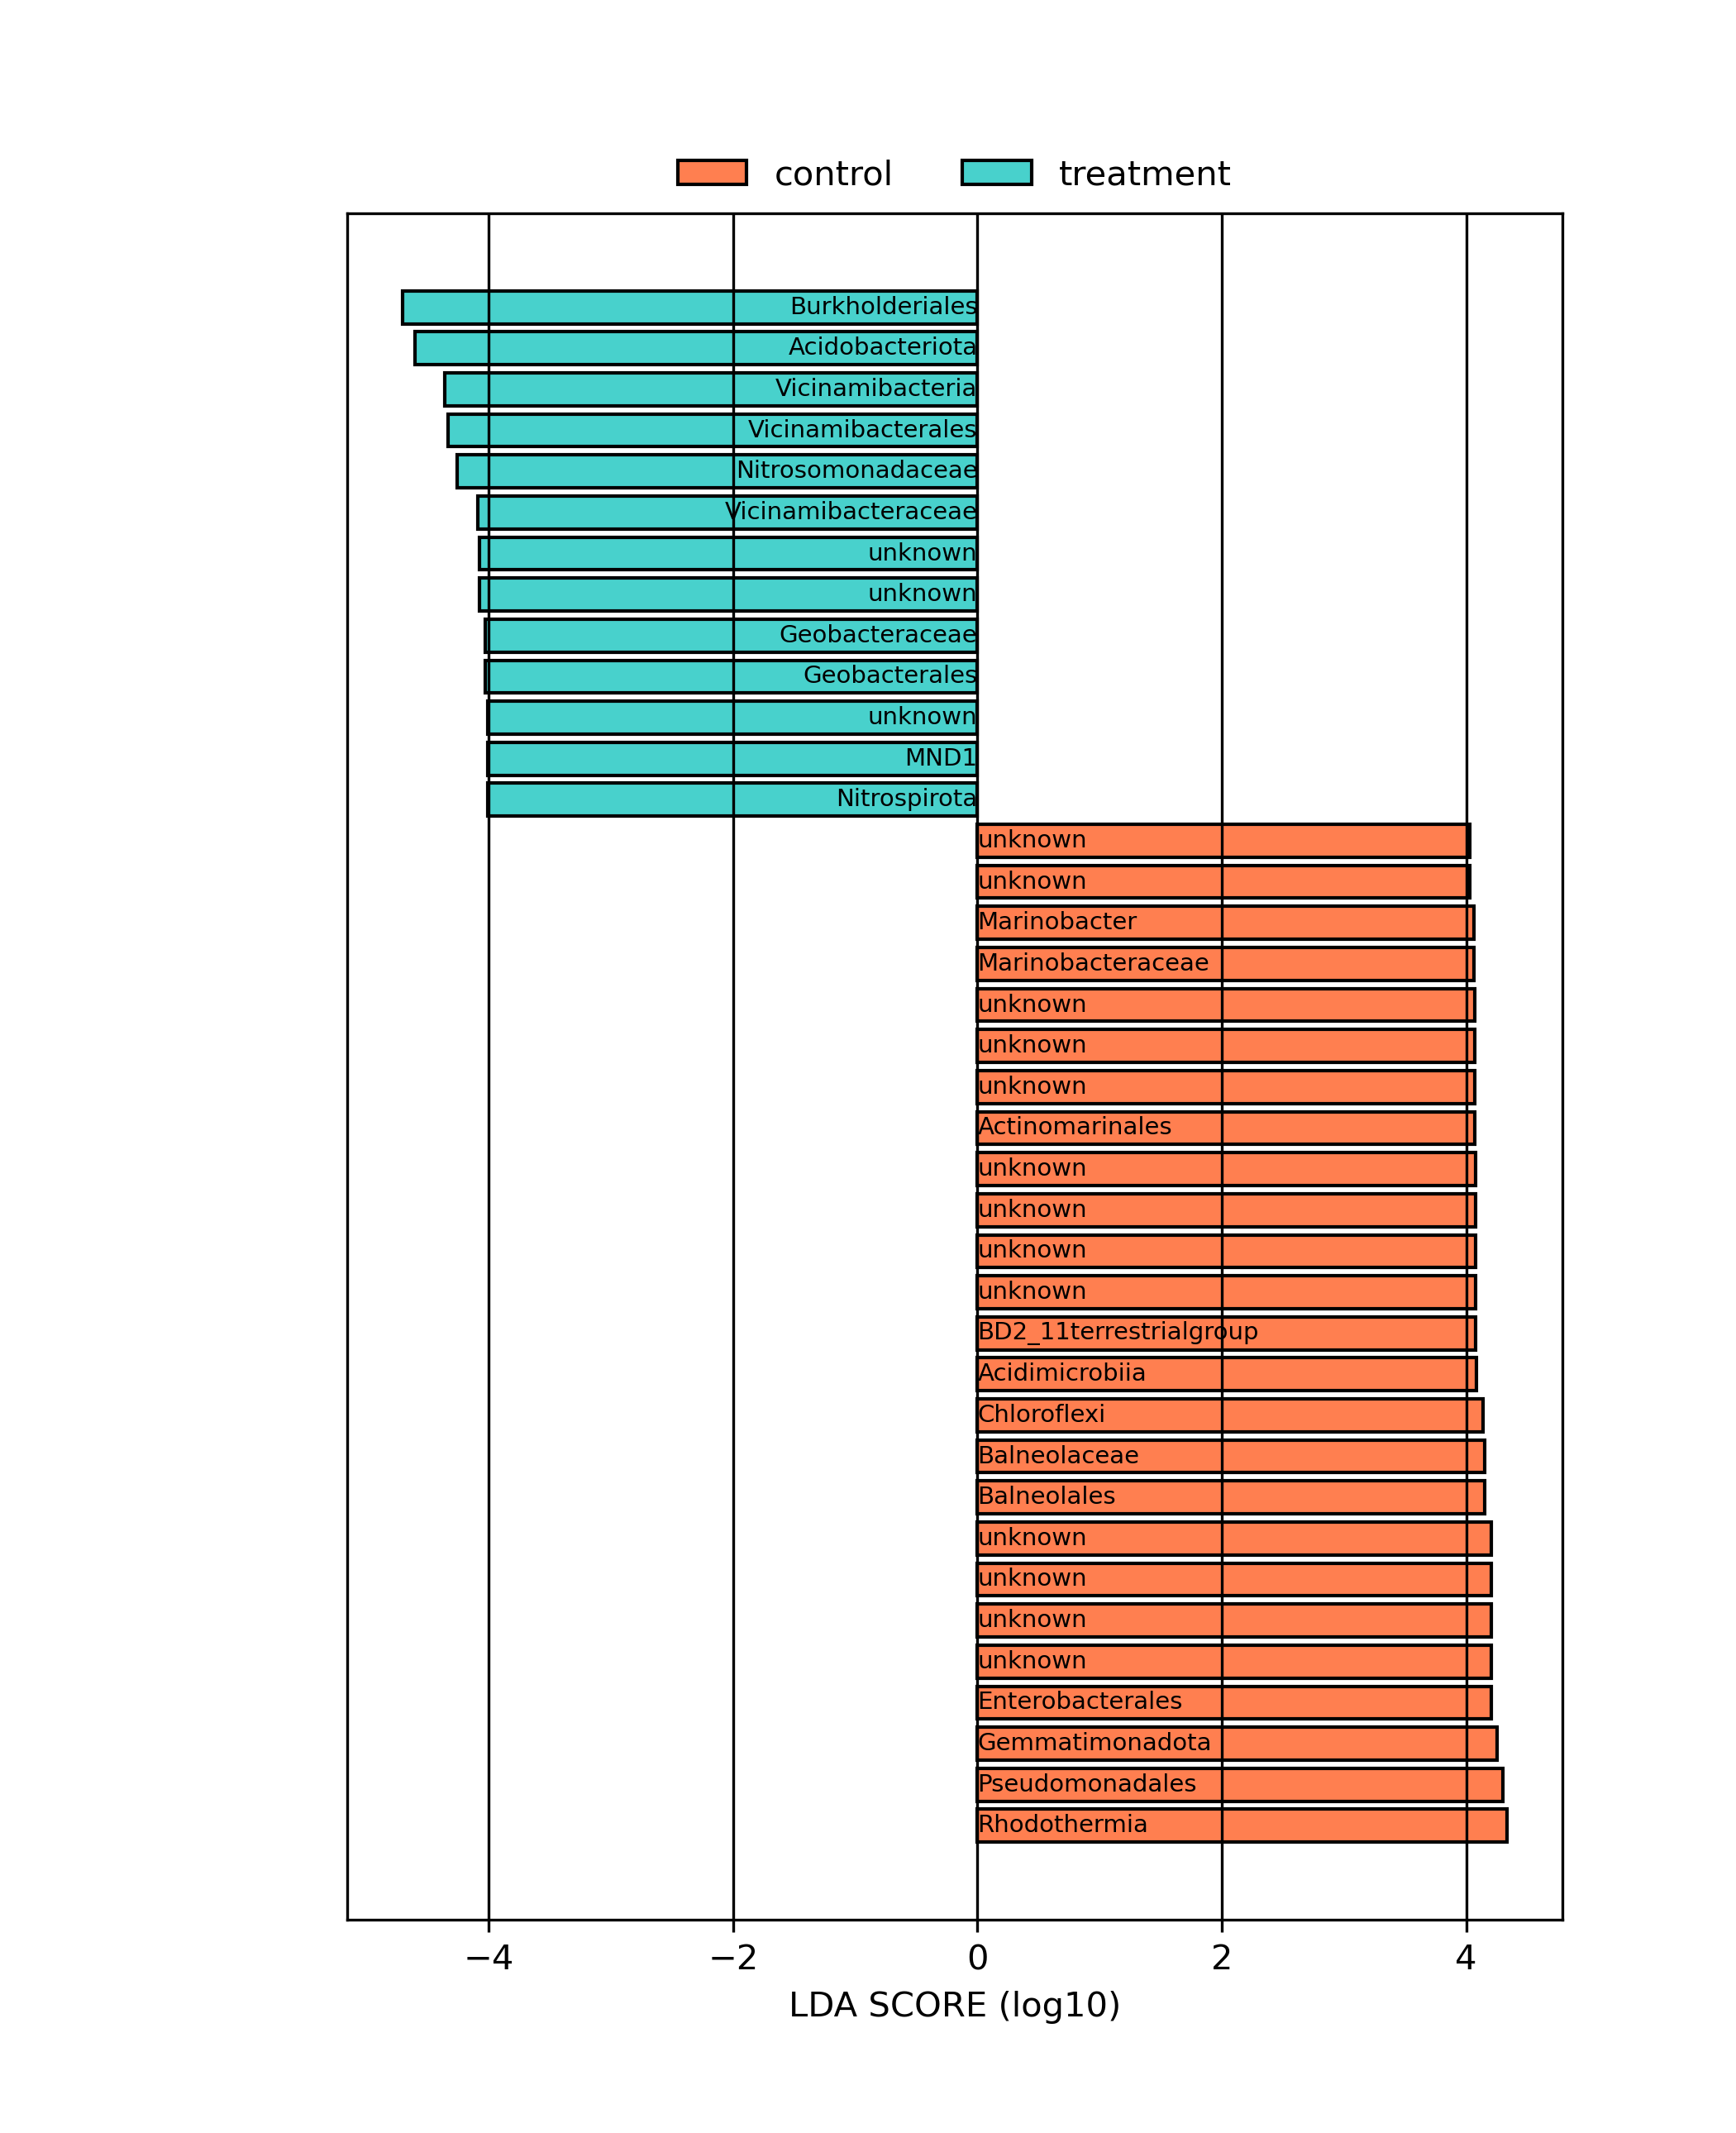 control treatment
Burkholderiales
Acidobacteriota
Vicinamibacteria
Vicinamibacterales
Nitrosomonadaceae
Vicinamibacteraceae
unknown
unknown
Geobacteraceae
Geobacterales
unknown
MND1
Nitrospirota
unknown
unknown
Marinobacter
Marinobacteraceae
unknown
unknown
unknown
Actinomarinales
unknown
unknown
unknown
unknown
BD2_11terrestrialgroup
Acidimicrobiia
Chloroflexi
Balneolaceae
Balneolales
unknown
unknown
unknown
unknown
Enterobacterales
Gemmatimonadota
Pseudomonadales
Rhodothermia
−4 −2 0 2 4
LDA SCORE (log10)